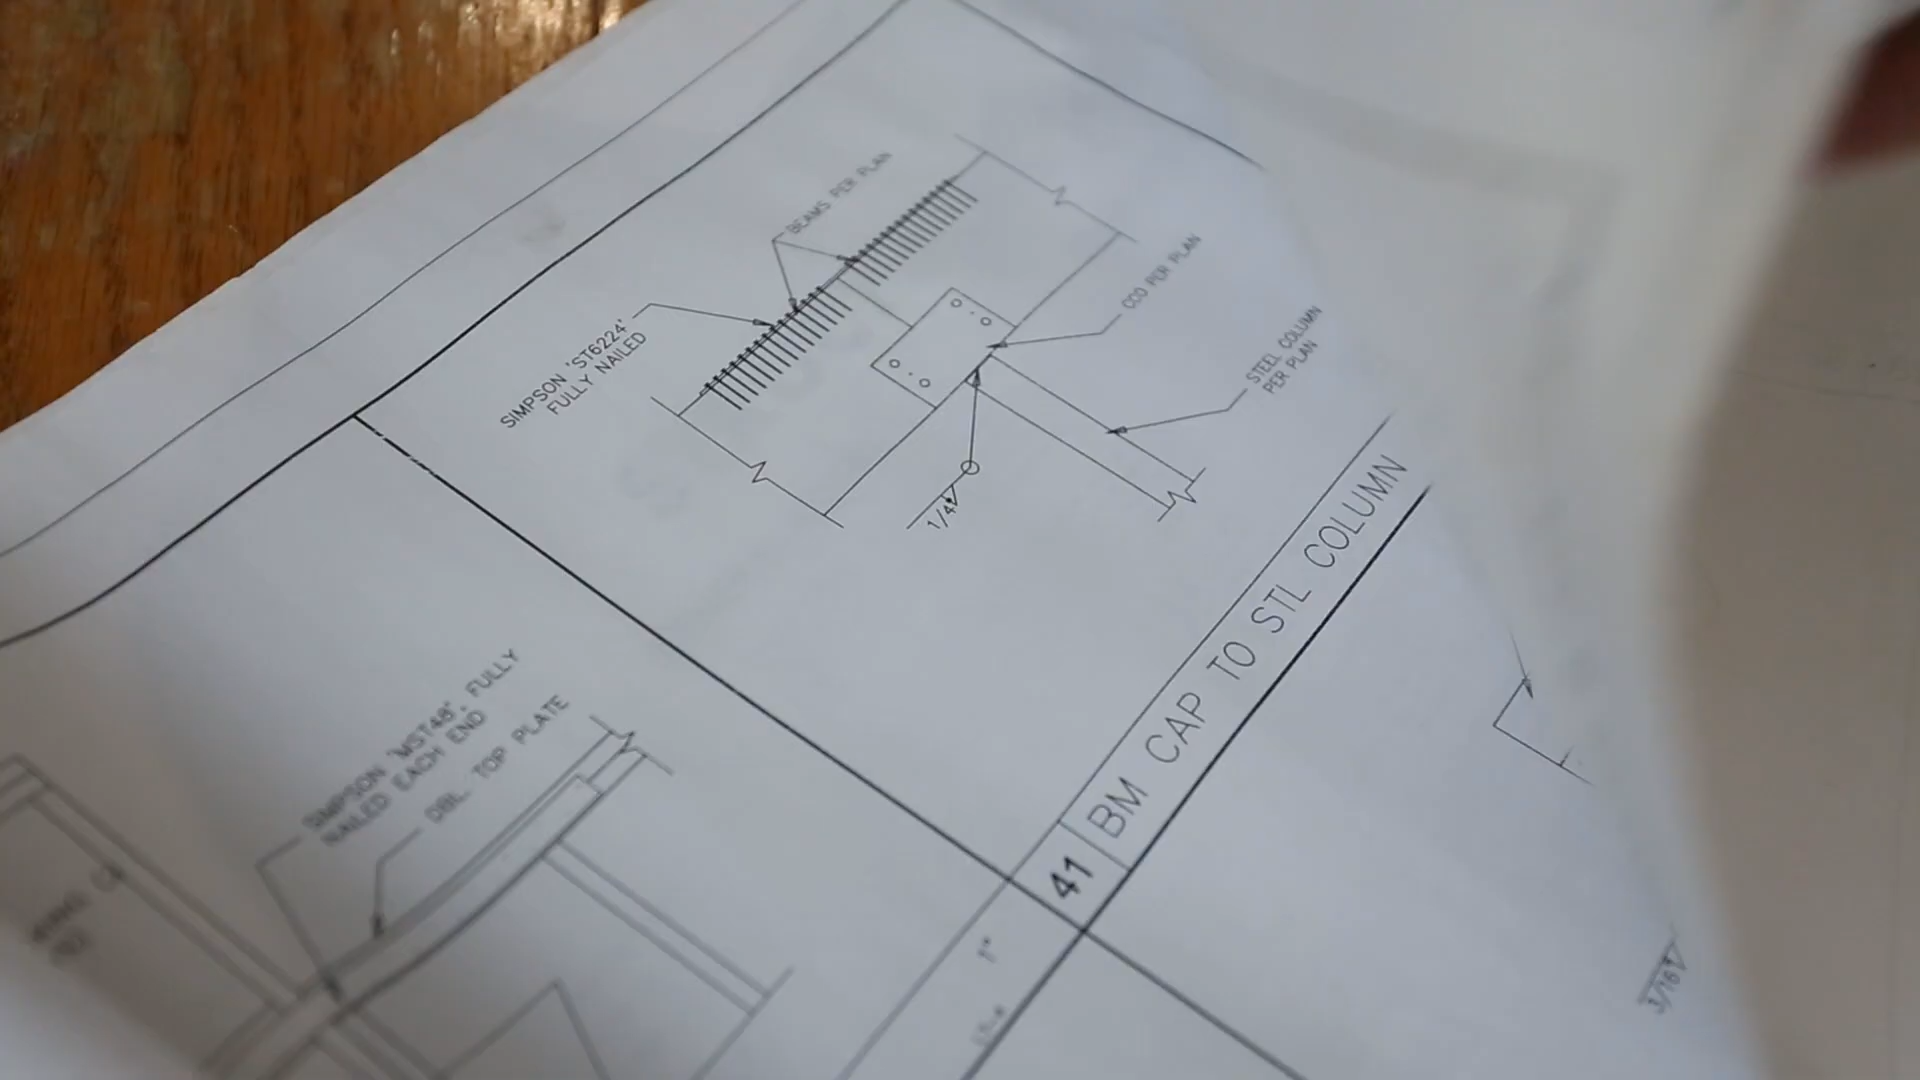 BEAMS PER PLAN
SIMPSON 'ST6224'
FULLY NAILED
CCO PER PLAN
STEEL COLUMN
PER PLAN
1/4
41 BM CAP TO STL COLUMN
SIMPSON 'MST48', FULLY
NAILED EACH END
DBL. TOP PLATE
1"
3/16